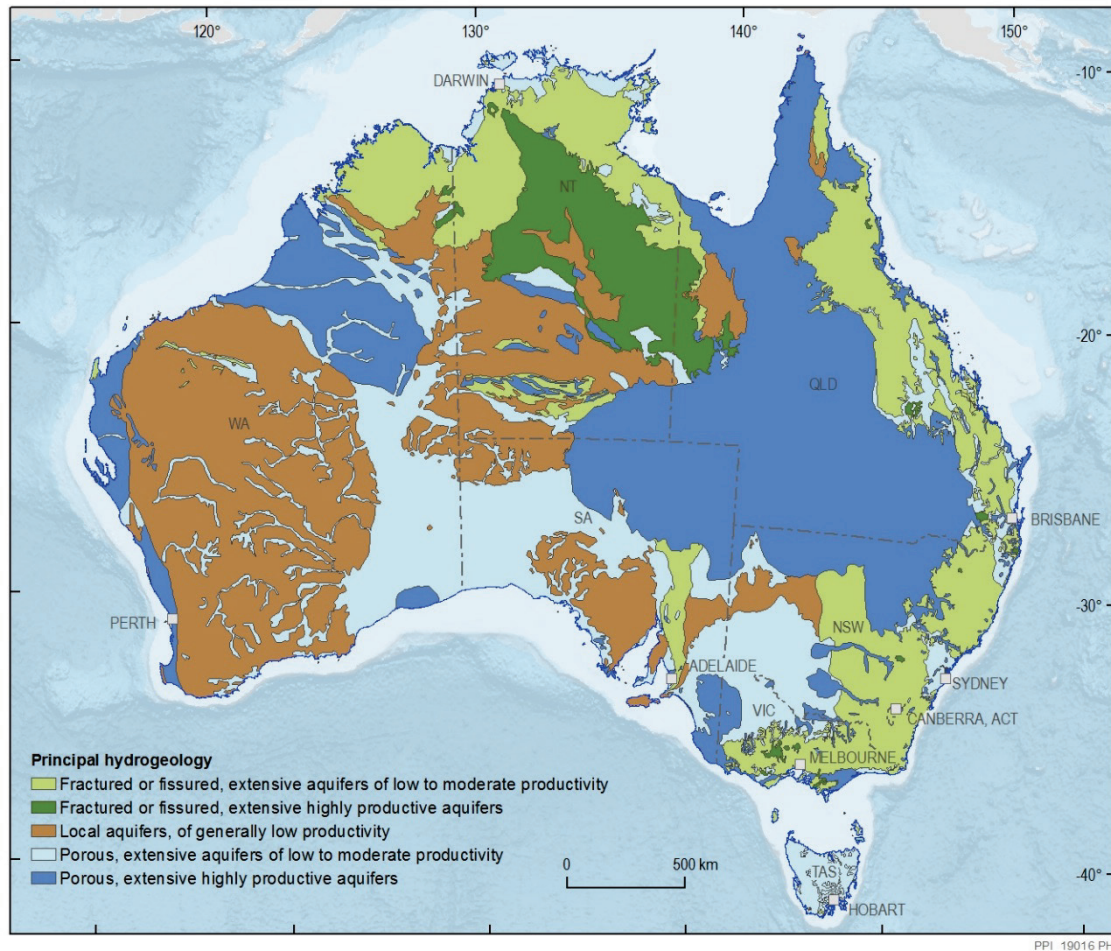 120°
130°
140°
150°
-10°
DARWIN
NT
-20°
QLD
WA
SA
BRISBANE
-30°
PERTH
NSW
ADELAIDE
SYDNEY
VIC
CANBERRA, ACT
MELBOURNE
Principal hydrogeology
Fractured or fissured, extensive aquifers of low to moderate productivity
Fractured or fissured, extensive highly productive aquifers
Local aquifers, of generally low productivity
Porous, extensive aquifers of low to moderate productivity
Porous, extensive highly productive aquifers
0 500 km
TAS
-40°
HOBART
PPI_19016 PH